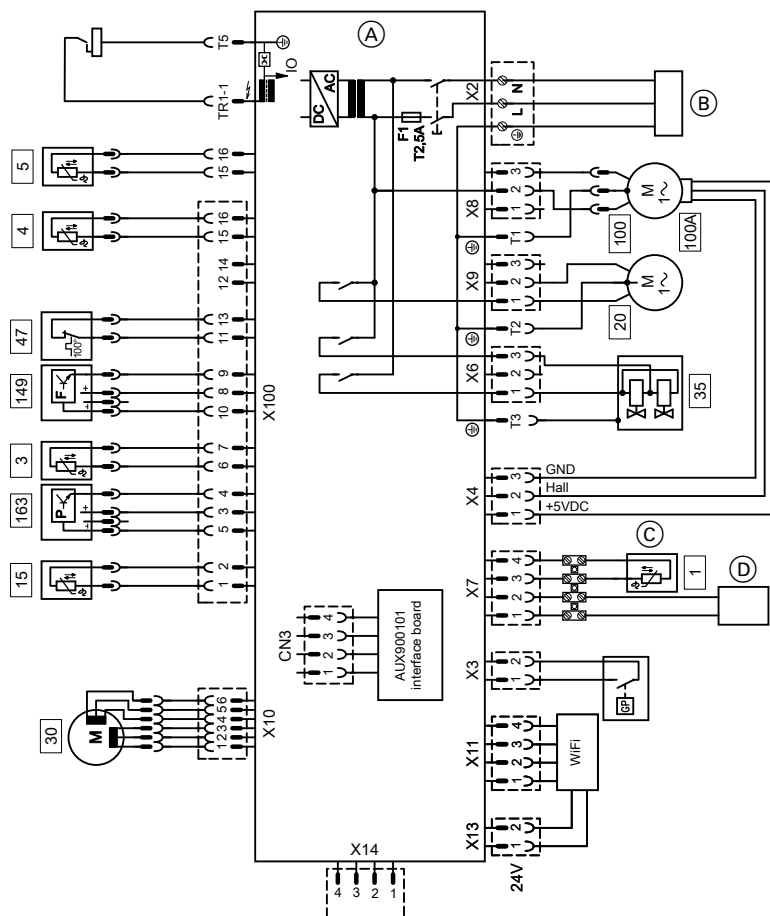 30
15
163
3
149
47
4
5
M
P
+
+
F
+
+
100°
123456
1 2
5 3 4
6 7
10 8 9
11 13
12 14
15 16
15 16
TR1-1
T5
X10
X100
IO
A
DC
AC
F1
T2,5A
CN3
1 2 3 4
AUX900101
interface board
X14
4 3 2 1
X13
X11
X3
X7
X4
X6
X9
X8
X2
1 2
1 2 3 4
1 2
1 2 3 4
1 2 3
T3
1 2 3
T2
1 2 3
T1
1 2 3
L N
24V
WiFi
GP
+5VDC
Hall
GND
C
1
D
35
20
M
1~
100
M
1~
100A
B